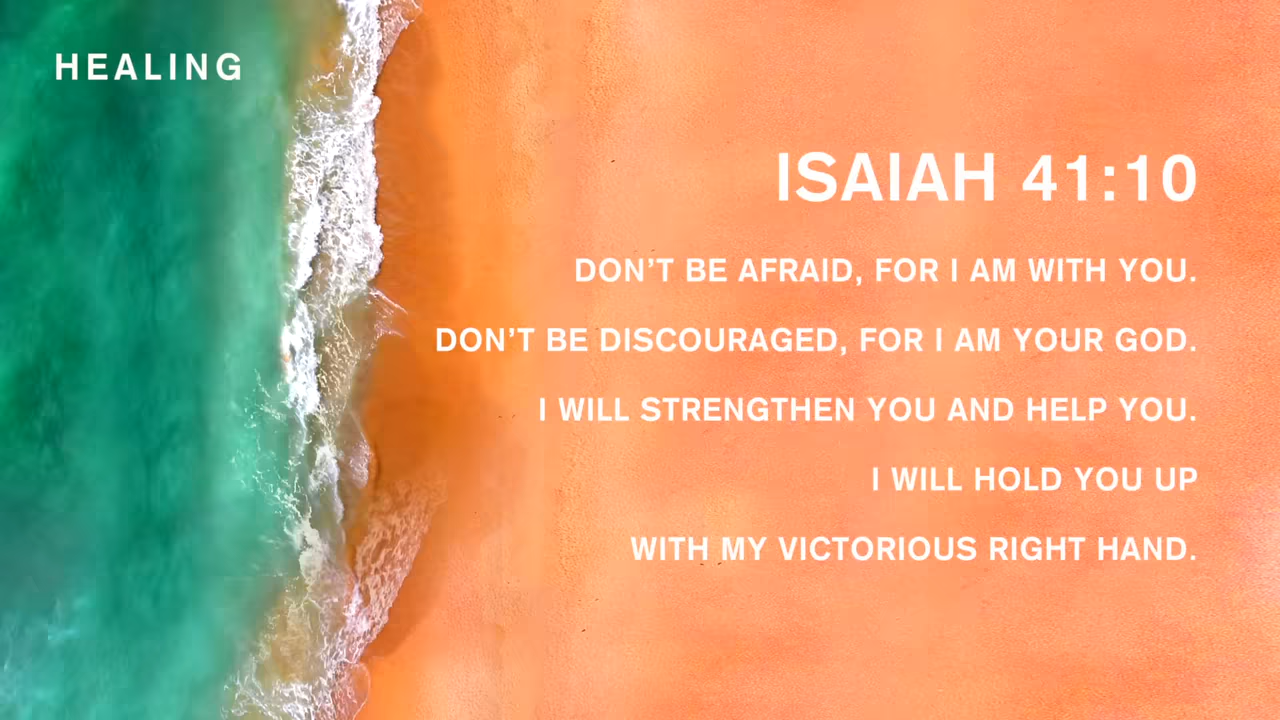 HEALING
ISAIAH 41:10
DON’T BE AFRAID, FOR I AM WITH YOU.
DON’T BE DISCOURAGED, FOR I AM YOUR GOD.
I WILL STRENGTHEN YOU AND HELP YOU.
I WILL HOLD YOU UP
WITH MY VICTORIOUS RIGHT HAND.